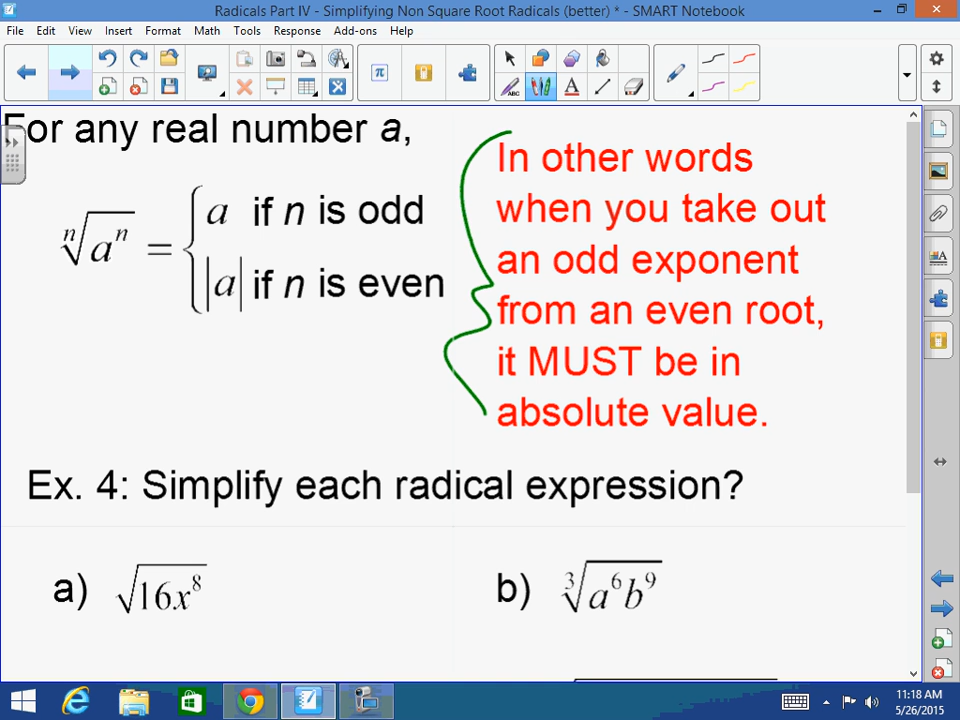 Radicals Part IV - Simplifying Non Square Root Radicals (better) * - SMART Notebook
File Edit View Insert Format Math Tools Response Add-ons Help
π ABC A A
For any real number a,
ⁿ√aⁿ = { a if n is odd
|a| if n is even
In other words
when you take out
an odd exponent
from an even root,
it MUST be in
absolute value.
Ex. 4: Simplify each radical expression?
a) √16x⁸
b) ³√a⁶b⁹
11:18 AM
5/26/2015